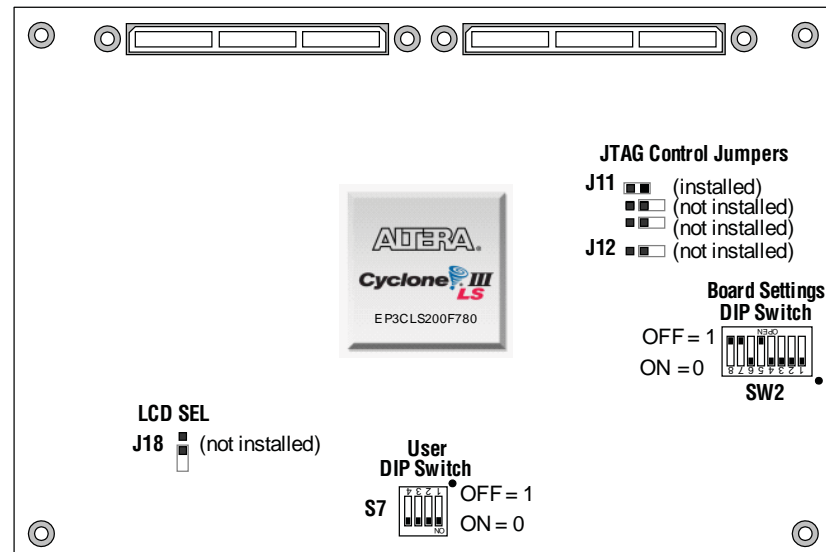 JTAG Control Jumpers
J11 (installed)
(not installed)
(not installed)
J12 (not installed)
ALTERA.
Cyclone III
LS
EP3CLS200F780
Board Settings
DIP Switch
OFF = 1
ON = 0
OPEN
8 7 6 5 4 3 2 1
SW2
LCD SEL
J18 (not installed)
User
DIP Switch
S7
4 3 2 1
ON
OFF = 1
ON = 0